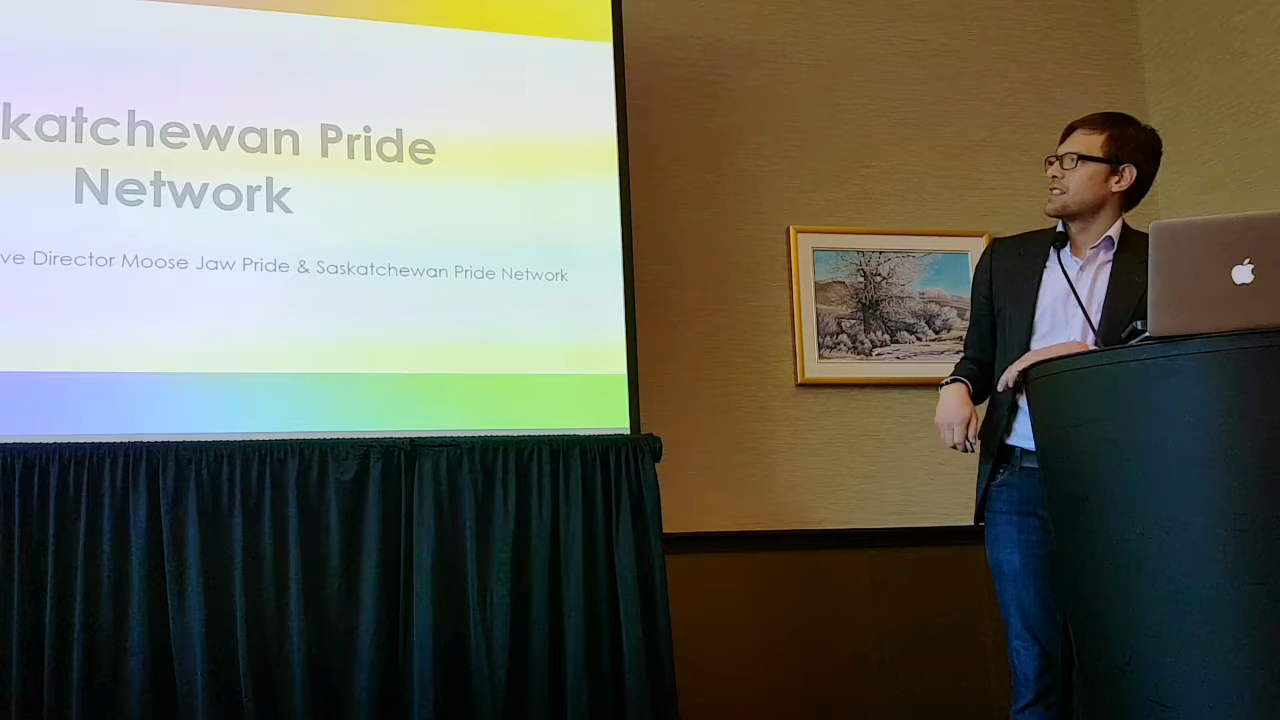 katchewan Pride
Network
ve Director Moose Jaw Pride & Saskatchewan Pride Network